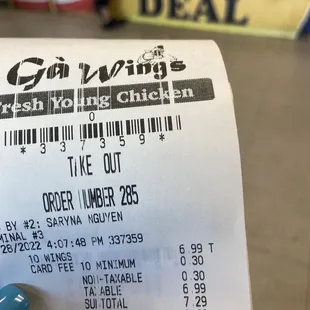 DEAL
Gà Wings
Fresh Young Chicken
0
*337359*
TAKE OUT
ORDER NUMBER 285
BY #2: SARYNA NGUYEN
MINAL #3
/28/2022 4:07:48 PM 337359
10 WINGS 6.99 T
CARD FEE 10 MINIMUM 0.30
NON-TAXABLE 0.30
TAXABLE 6.99
SUBTOTAL 7.29